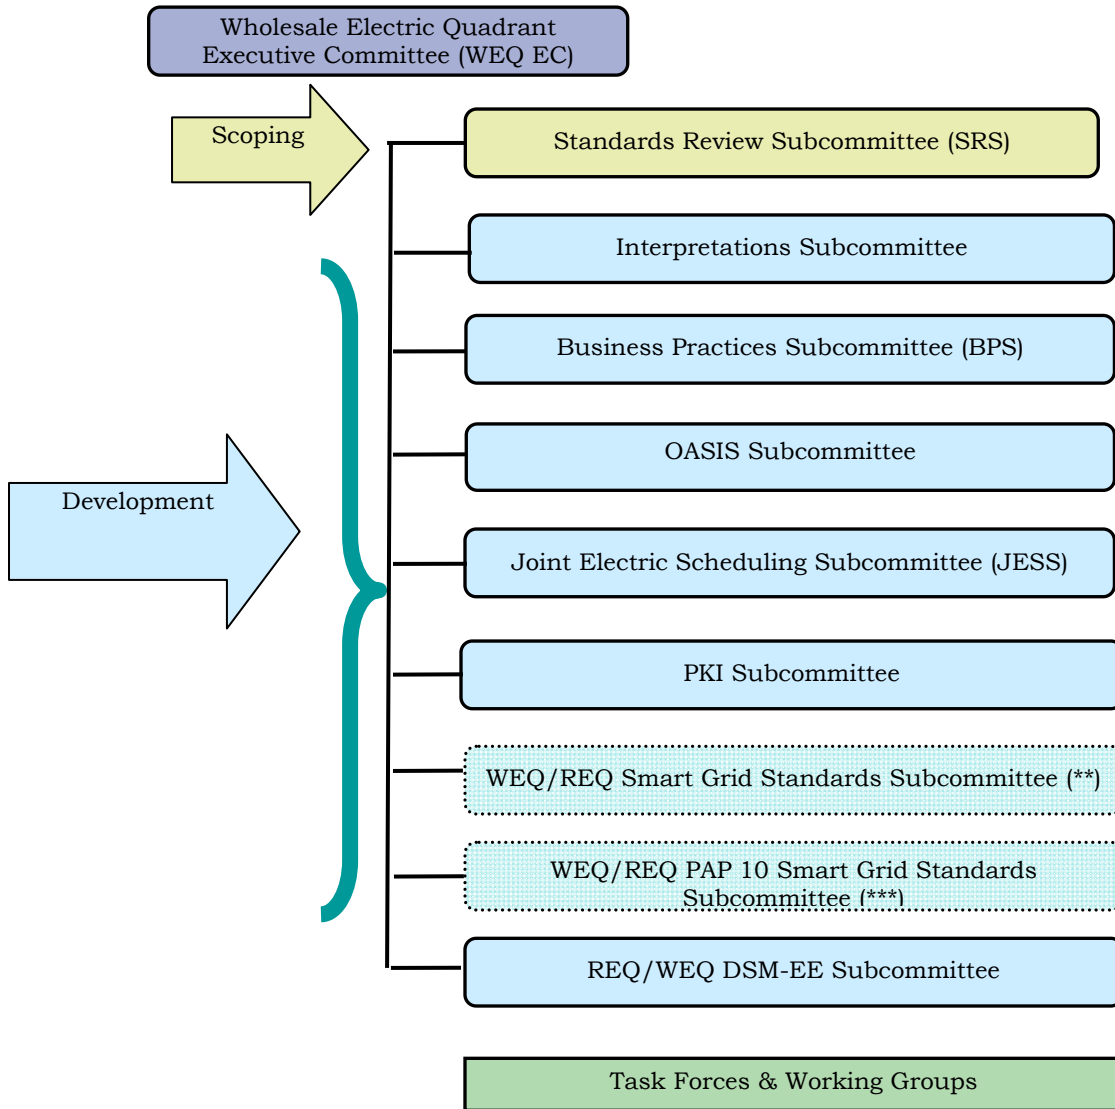 Wholesale Electric Quadrant
Executive Committee (WEQ EC)
Scoping
Standards Review Subcommittee (SRS)
Interpretations Subcommittee
Business Practices Subcommittee (BPS)
OASIS Subcommittee
Development
Joint Electric Scheduling Subcommittee (JESS)
PKI Subcommittee
WEQ/REQ Smart Grid Standards Subcommittee (**)
WEQ/REQ PAP 10 Smart Grid Standards
Subcommittee (***)
REQ/WEQ DSM-EE Subcommittee
Task Forces & Working Groups